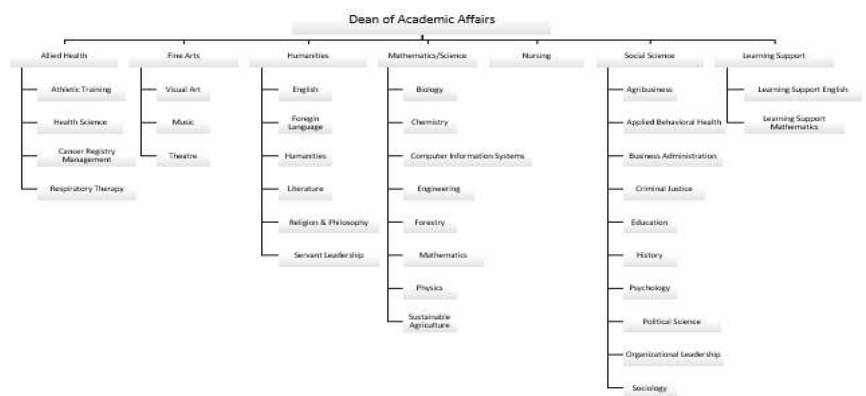 Dean of Academic Affairs
Allied Health
Fine Arts
Humanities
Mathematics/Science
Nursing
Social Science
Learning Support
Athletic Training
Health Science
Cancer Registry
Management
Respiratory Therapy
Visual Art
Music
Theatre
English
Foregin
Language
Humanities
Literature
Religion & Philosophy
Servant Leadership
Biology
Chemistry
Computer Information Systems
Engineering
Forestry
Mathematics
Physics
Sustainable
Agriculture
Agribusiness
Applied Behavioral Health
Business Administration
Criminal Justice
Education
History
Psychology
Political Science
Organizational Leadership
Sociology
Learning Support English
Learning Support
Mathematics